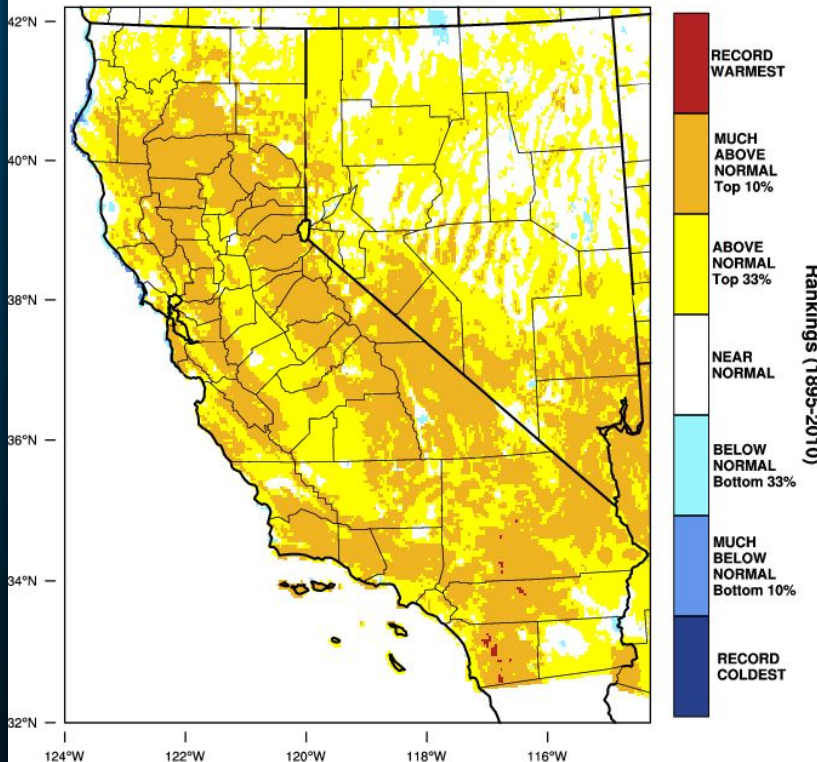 42°N
40°N
38°N
36°N
34°N
32°N
124°W
122°W
120°W
118°W
116°W
RECORD
WARMEST
MUCH
ABOVE
NORMAL
Top 10%
ABOVE
NORMAL
Top 33%
NEAR
NORMAL
BELOW
NORMAL
Bottom 33%
MUCH
BELOW
NORMAL
Bottom 10%
RECORD
COLDEST
Rankings (1895-2010)